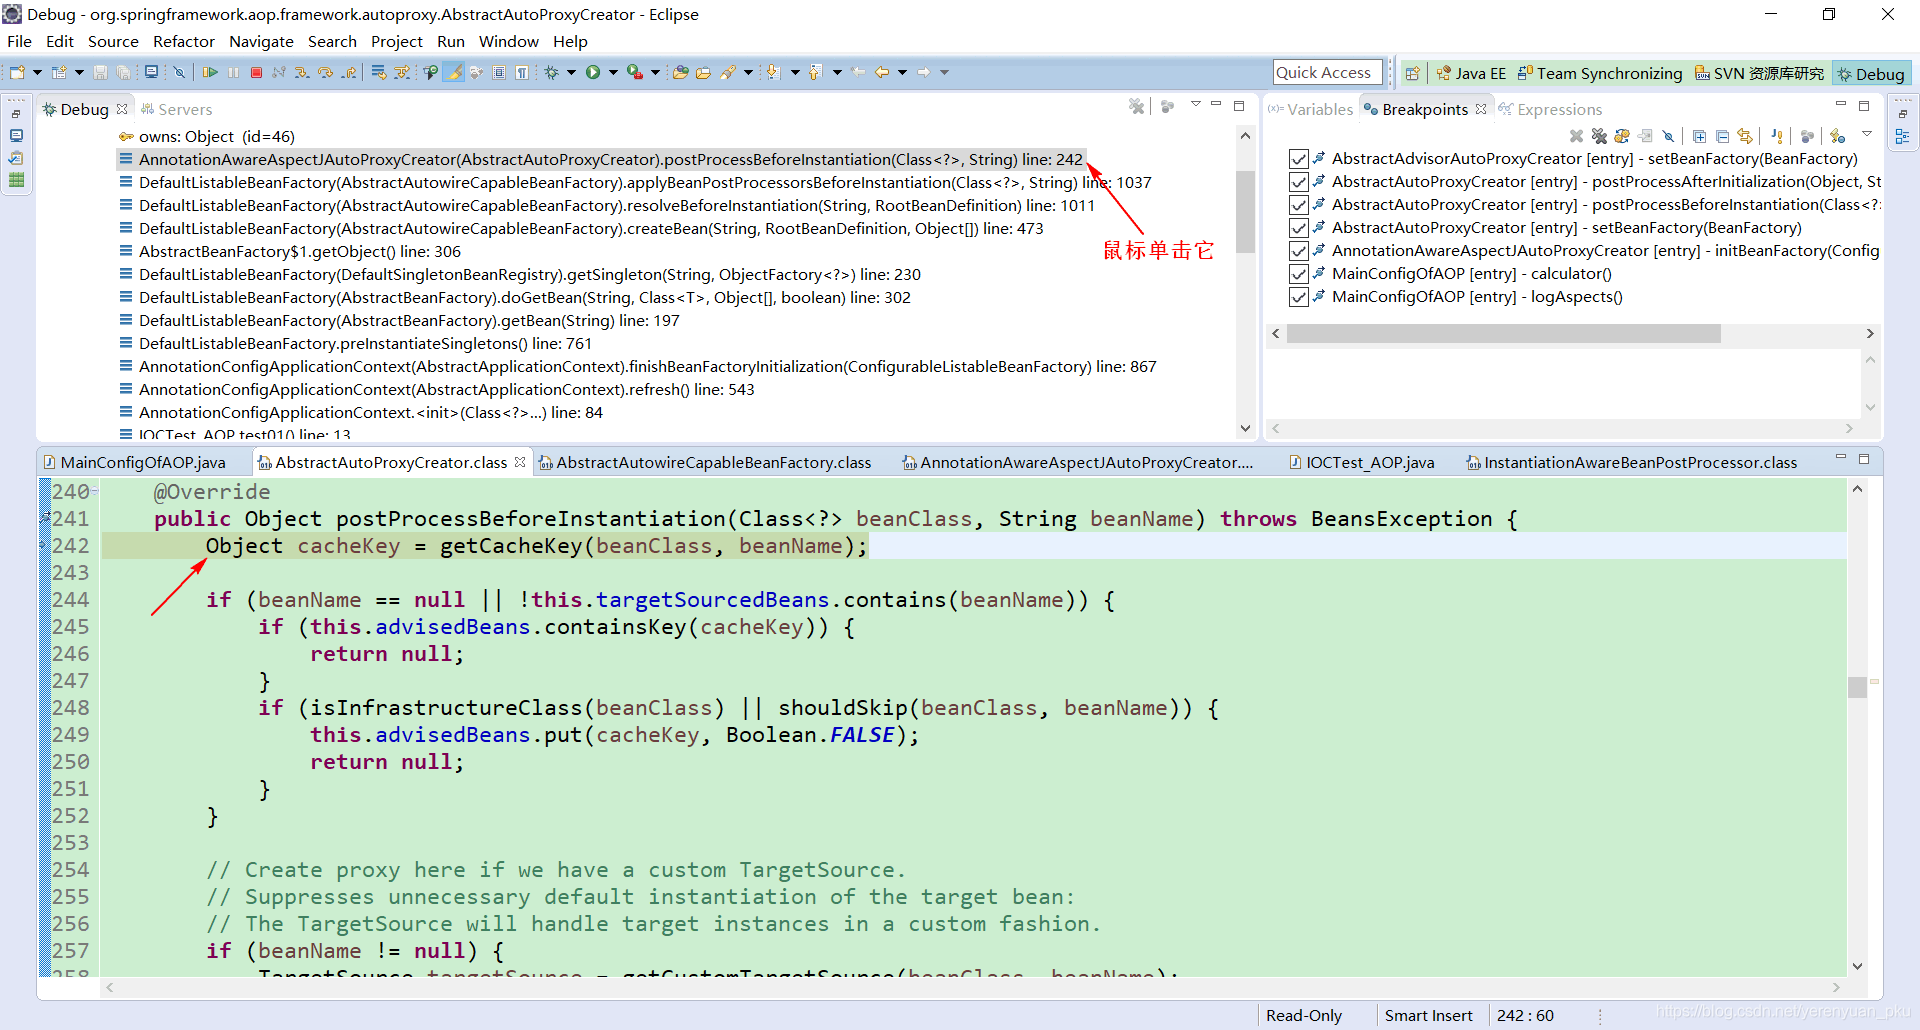 Debug - org.springframework.aop.framework.autoproxy.AbstractAutoProxyCreator - Eclipse
File Edit Source Refactor Navigate Search Project Run Window Help
Quick Access
Java EE
Team Synchronizing
SVN 资源库研究
Debug
Debug
Servers
owns: Object (id=46)
AnnotationAwareAspectJAutoProxyCreator(AbstractAutoProxyCreator).postProcessBeforeInstantiation(Class<?>, String) line: 242
DefaultListableBeanFactory(AbstractAutowireCapableBeanFactory).applyBeanPostProcessorsBeforeInstantiation(Class<?>, String) line: 1037
DefaultListableBeanFactory(AbstractAutowireCapableBeanFactory).resolveBeforeInstantiation(String, RootBeanDefinition) line: 1011
DefaultListableBeanFactory(AbstractAutowireCapableBeanFactory).createBean(String, RootBeanDefinition, Object[]) line: 473
AbstractBeanFactory$1.getObject() line: 306
DefaultListableBeanFactory(DefaultSingletonBeanRegistry).getSingleton(String, ObjectFactory<?>) line: 230
DefaultListableBeanFactory(AbstractBeanFactory).doGetBean(String, Class<T>, Object[], boolean) line: 302
DefaultListableBeanFactory(AbstractBeanFactory).getBean(String) line: 197
DefaultListableBeanFactory.preInstantiateSingletons() line: 761
AnnotationConfigApplicationContext(AbstractApplicationContext).finishBeanFactoryInitialization(ConfigurableListableBeanFactory) line: 867
AnnotationConfigApplicationContext(AbstractApplicationContext).refresh() line: 543
AnnotationConfigApplicationContext.<init>(Class<?>...) line: 84
IOCTest_AOP.test01() line: 13
鼠标单击它
(x)= Variables
Breakpoints
Expressions
AbstractAdvisorAutoProxyCreator [entry] - setBeanFactory(BeanFactory)
AbstractAutoProxyCreator [entry] - postProcessAfterInitialization(Object, St
AbstractAutoProxyCreator [entry] - postProcessBeforeInstantiation(Class<?>
AbstractAutoProxyCreator [entry] - setBeanFactory(BeanFactory)
AnnotationAwareAspectJAutoProxyCreator [entry] - initBeanFactory(Config
MainConfigOfAOP [entry] - calculator()
MainConfigOfAOP [entry] - logAspects()
MainConfigOfAOP.java
AbstractAutoProxyCreator.class
AbstractAutowireCapableBeanFactory.class
AnnotationAwareAspectJAutoProxyCreator....
IOCTest_AOP.java
InstantiationAwareBeanPostProcessor.class
240 @Override
241 public Object postProcessBeforeInstantiation(Class<?> beanClass, String beanName) throws BeansException {
242 Object cacheKey = getCacheKey(beanClass, beanName);
243
244 if (beanName == null || !this.targetSourcedBeans.contains(beanName)) {
245 if (this.advisedBeans.containsKey(cacheKey)) {
246 return null;
247 }
248 if (isInfrastructureClass(beanClass) || shouldSkip(beanClass, beanName)) {
249 this.advisedBeans.put(cacheKey, Boolean.FALSE);
250 return null;
251 }
252 }
253
254 // Create proxy here if we have a custom TargetSource.
255 // Suppresses unnecessary default instantiation of the target bean:
256 // The TargetSource will handle target instances in a custom fashion.
257 if (beanName != null) {
258 TargetSource targetSource = getCustomTargetSource(beanClass, beanName);
Read-Only
Smart Insert
242 : 60
https://blog.csdn.net/yerenyuan_pku